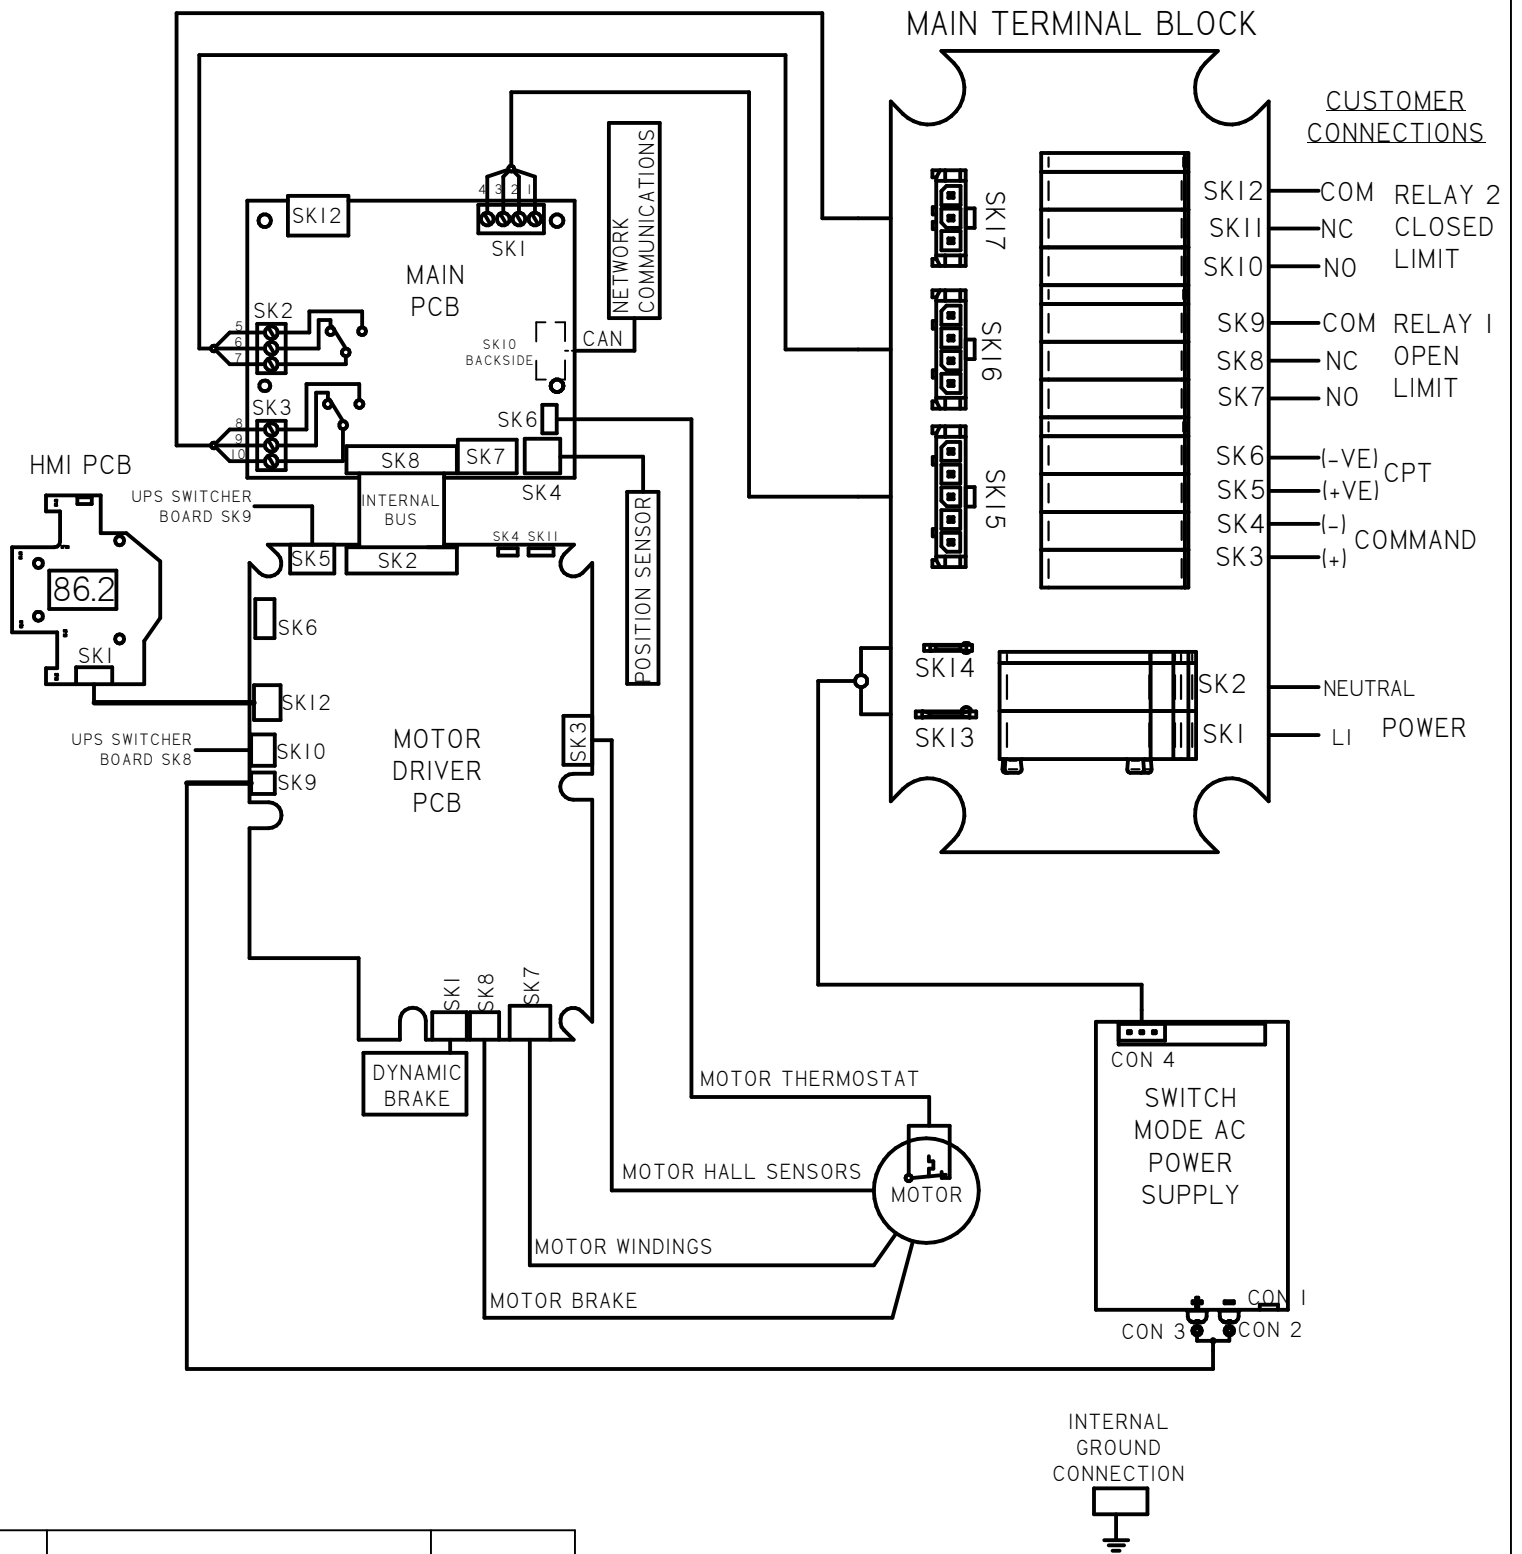 MAIN TERMINAL BLOCK
CUSTOMER
CONNECTIONS
SK17
SK16
SK15
SK12 COM RELAY 2
SK11 NC CLOSED
SK10 NO LIMIT
SK9 COM RELAY 1
SK8 NC OPEN
SK7 NO LIMIT
SK6 (-VE) CPT
SK5 (+VE)
SK4 (-) COMMAND
SK3 (+)
SK14
SK13
SK2 NEUTRAL
SK1 L1 POWER
NETWORK
COMMUNICATIONS
4 3 2 1
SK12
SK1
MAIN
PCB
SK2
5
6
7
SK10
BACKSIDE
CAN
SK3
8
9
10
SK6
SK8
SK7
SK4
HMI PCB
86.2
SK1
UPS SWITCHER
BOARD SK9
INTERNAL
BUS
POSITION SENSOR
SK5
SK2
SK4 SK11
SK6
SK12
UPS SWITCHER
BOARD SK8
SK10
SK9
SK3
MOTOR
DRIVER
PCB
SK1
SK8
SK7
DYNAMIC
BRAKE
MOTOR THERMOSTAT
MOTOR HALL SENSORS
MOTOR
MOTOR WINDINGS
MOTOR BRAKE
CON 4
SWITCH
MODE AC
POWER
SUPPLY
+ -
CON 1
CON 3
CON 2
INTERNAL
GROUND
CONNECTION